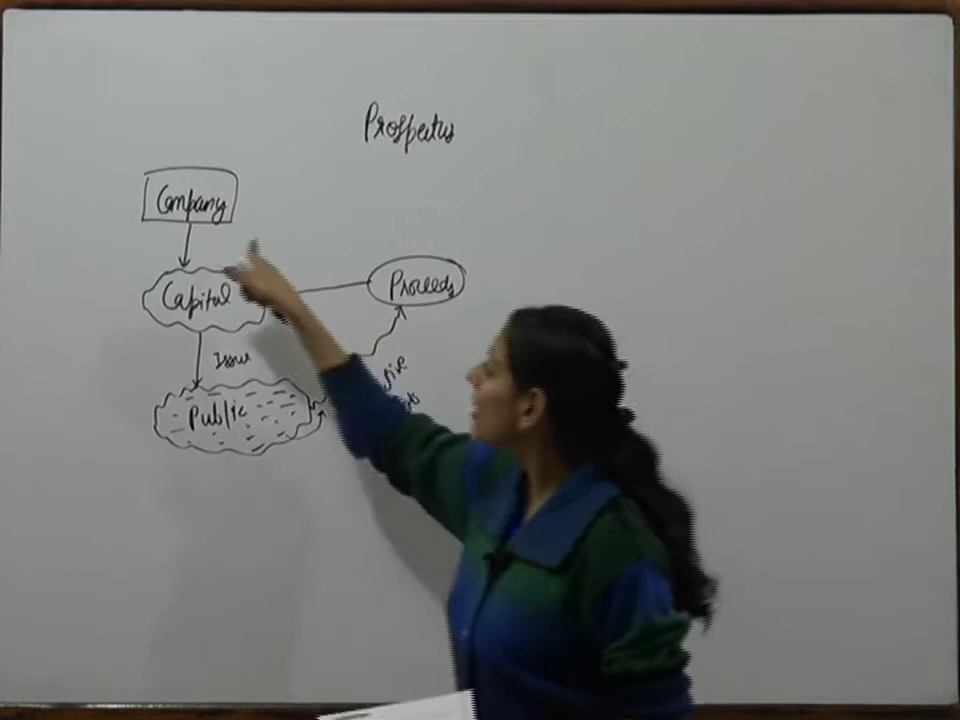 Prospectus
Company
Capital
Proceeds
Issue
Public